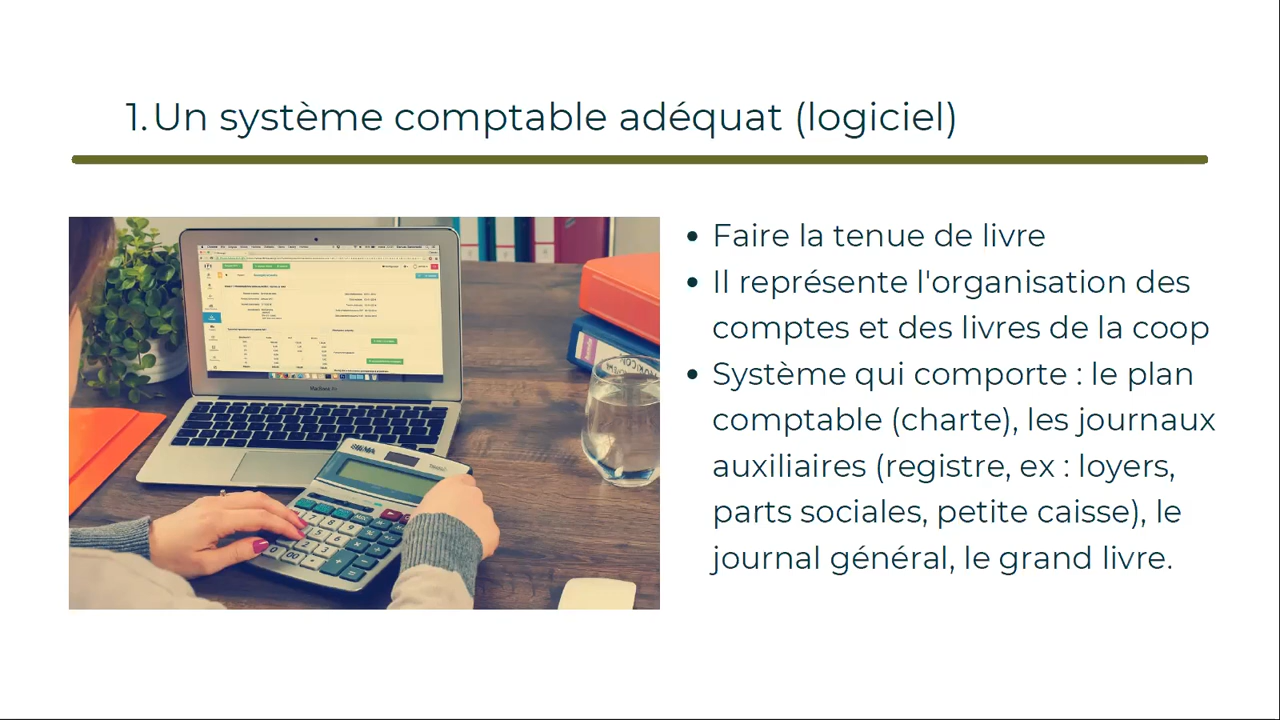 1. Un système comptable adéquat (logiciel)
• Faire la tenue de livre
• Il représente l'organisation des
comptes et des livres de la coop
• Système qui comporte : le plan
comptable (charte), les journaux
auxiliaires (registre, ex : loyers,
parts sociales, petite caisse), le
journal général, le grand livre.
MacBook Air